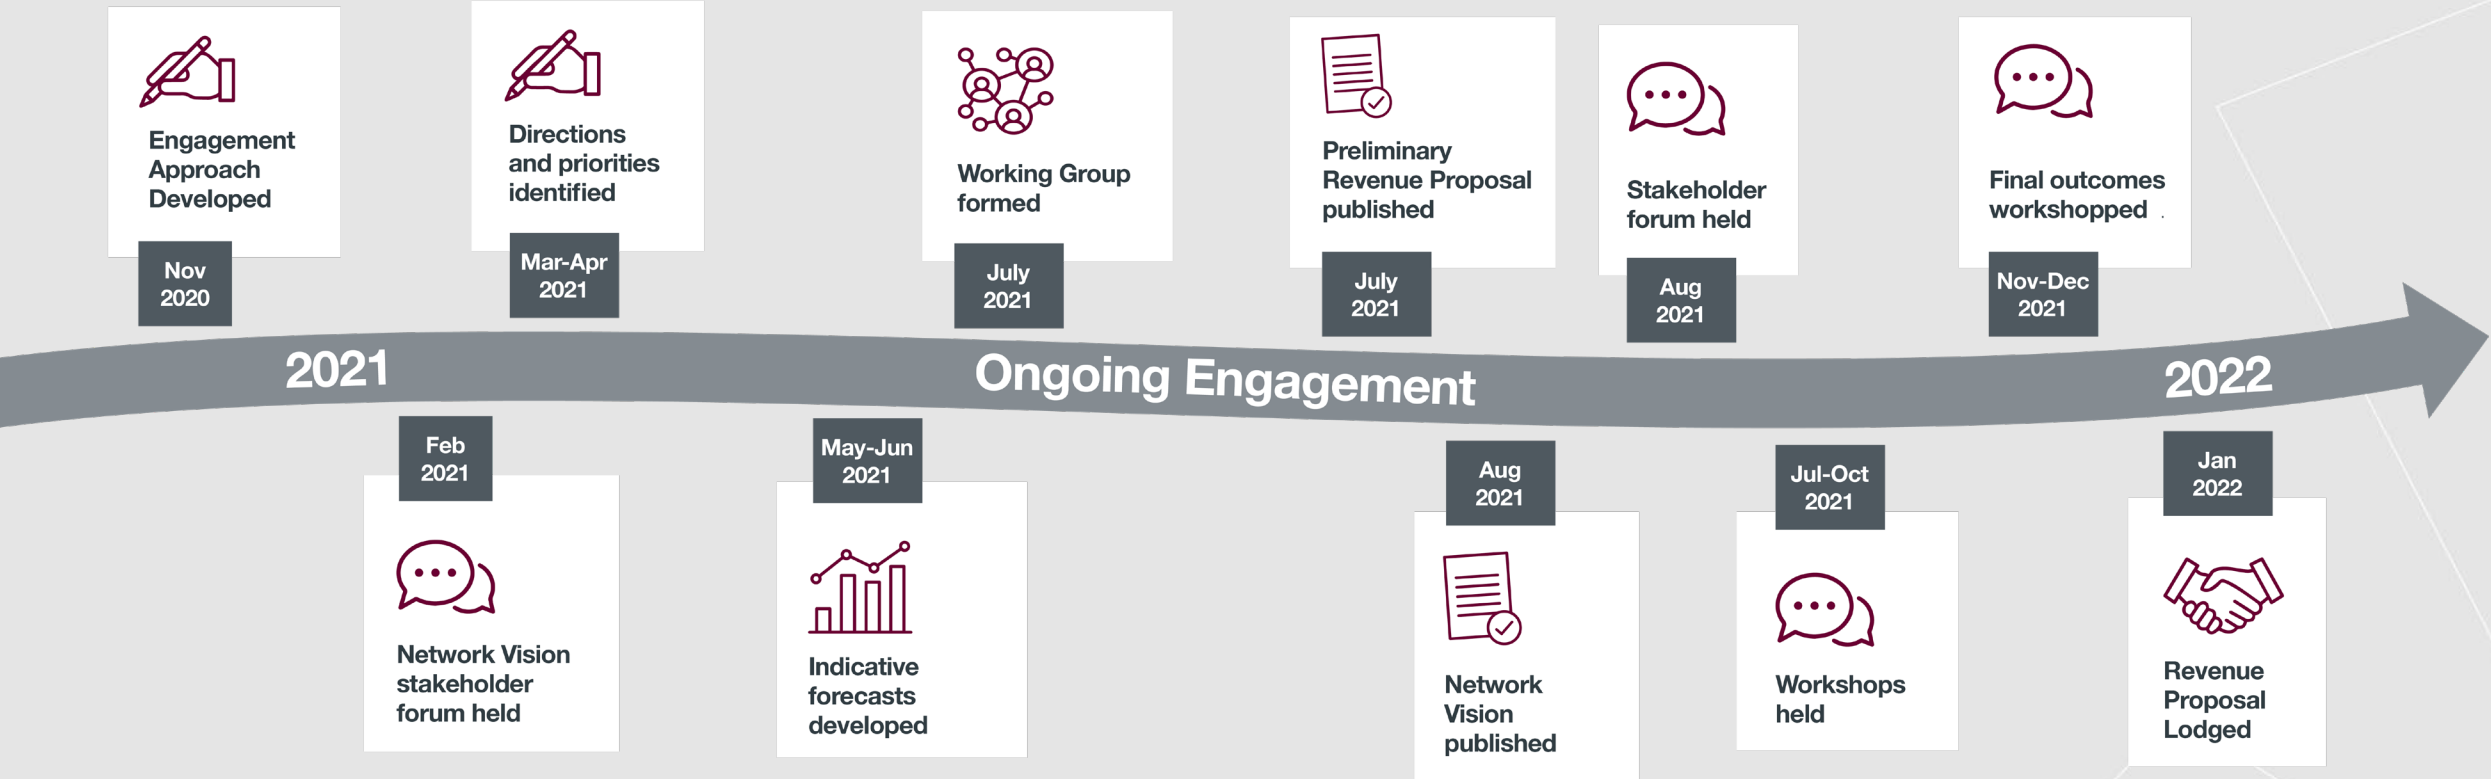 Engagement
Approach
Developed
Nov
2020
Directions
and priorities
identified
Mar-Apr
2021
Working Group
formed
July
2021
Preliminary
Revenue Proposal
published
July
2021
Stakeholder
forum held
Aug
2021
Final outcomes
workshopped .
Nov-Dec
2021
2021
Ongoing Engagement
2022
Feb
2021
Network Vision
stakeholder
forum held
May-Jun
2021
Indicative
forecasts
developed
Aug
2021
Network
Vision
published
Jul-Oct
2021
Workshops
held
Jan
2022
Revenue
Proposal
Lodged